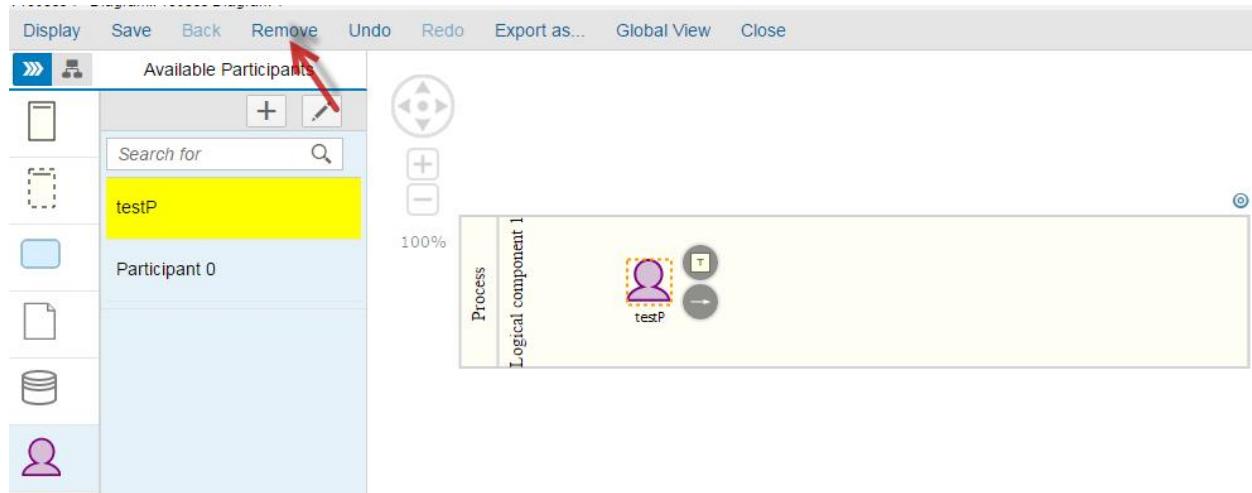 Display Save Back Remove Undo Redo Export as... Global View Close
Available Participants
Search for
testP
Participant 0
100%
Process
Logical component 1
T
testP